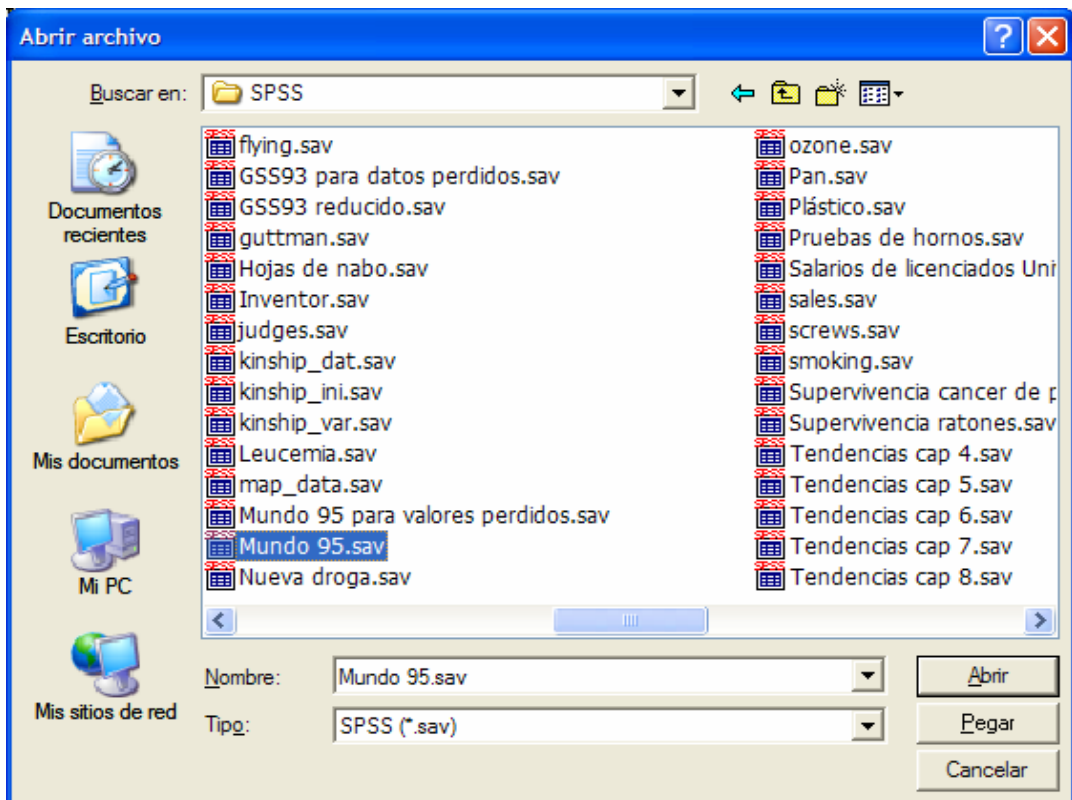 Abrir archivo
Buscar en: SPSS
Documentos
recientes
Escritorio
Mis documentos
Mi PC
Mis sitios de red
flying.sav
GSS93 para datos perdidos.sav
GSS93 reducido.sav
guttman.sav
Hojas de nabo.sav
Inventor.sav
judges.sav
kinship_dat.sav
kinship_ini.sav
kinship_var.sav
Leucemia.sav
map_data.sav
Mundo 95 para valores perdidos.sav
Mundo 95.sav
Nueva droga.sav
ozone.sav
Pan.sav
Plástico.sav
Pruebas de hornos.sav
Salarios de licenciados Uni
sales.sav
screws.sav
smoking.sav
Supervivencia cancer de p
Supervivencia ratones.sav
Tendencias cap 4.sav
Tendencias cap 5.sav
Tendencias cap 6.sav
Tendencias cap 7.sav
Tendencias cap 8.sav
Nombre: Mundo 95.sav
Abrir
Tipo: SPSS (*.sav)
Pegar
Cancelar